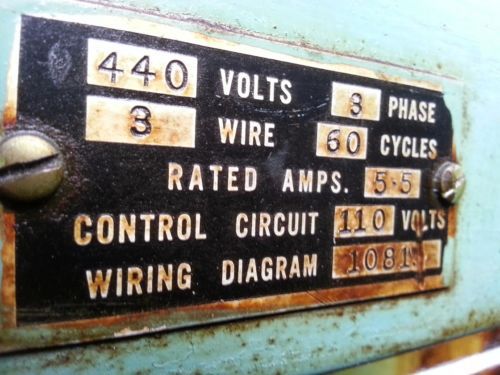 440 VOLTS 3 PHASE
3 WIRE 60 CYCLES
RATED AMPS. 5.5
CONTROL CIRCUIT 110 VOLTS
WIRING DIAGRAM 1081